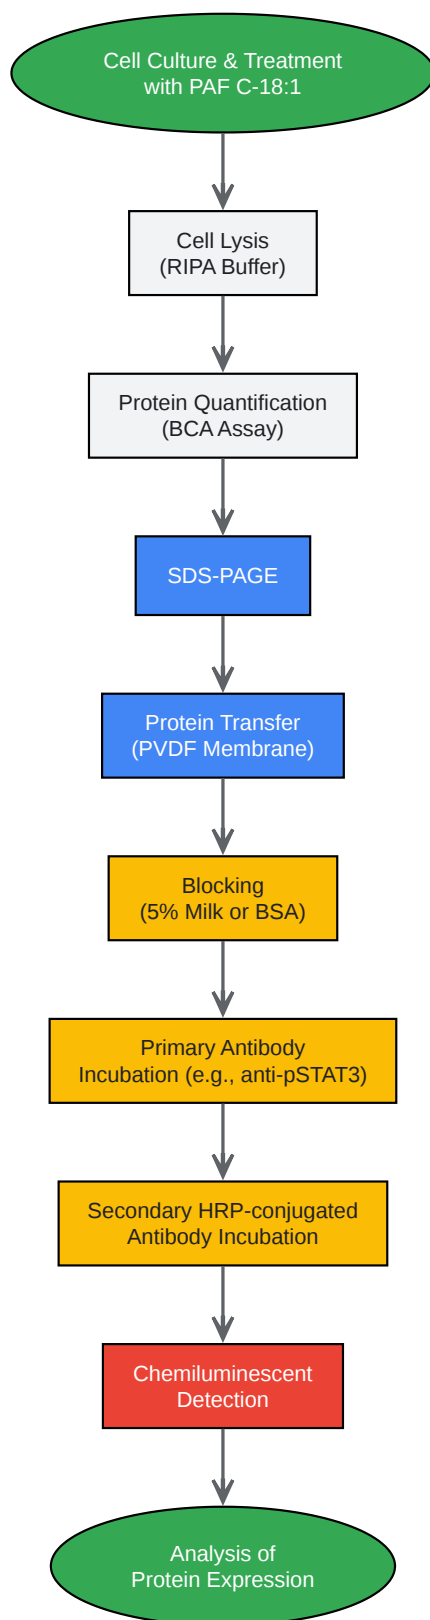 Cell Culture & Treatment
with PAF C-18:1
Cell Lysis
(RIPA Buffer)
Protein Quantification
(BCA Assay)
SDS-PAGE
Protein Transfer
(PVDF Membrane)
Blocking
(5% Milk or BSA)
Primary Antibody
Incubation (e.g., anti-pSTAT3)
Secondary HRP-conjugated
Antibody Incubation
Chemiluminescent
Detection
Analysis of
Protein Expression